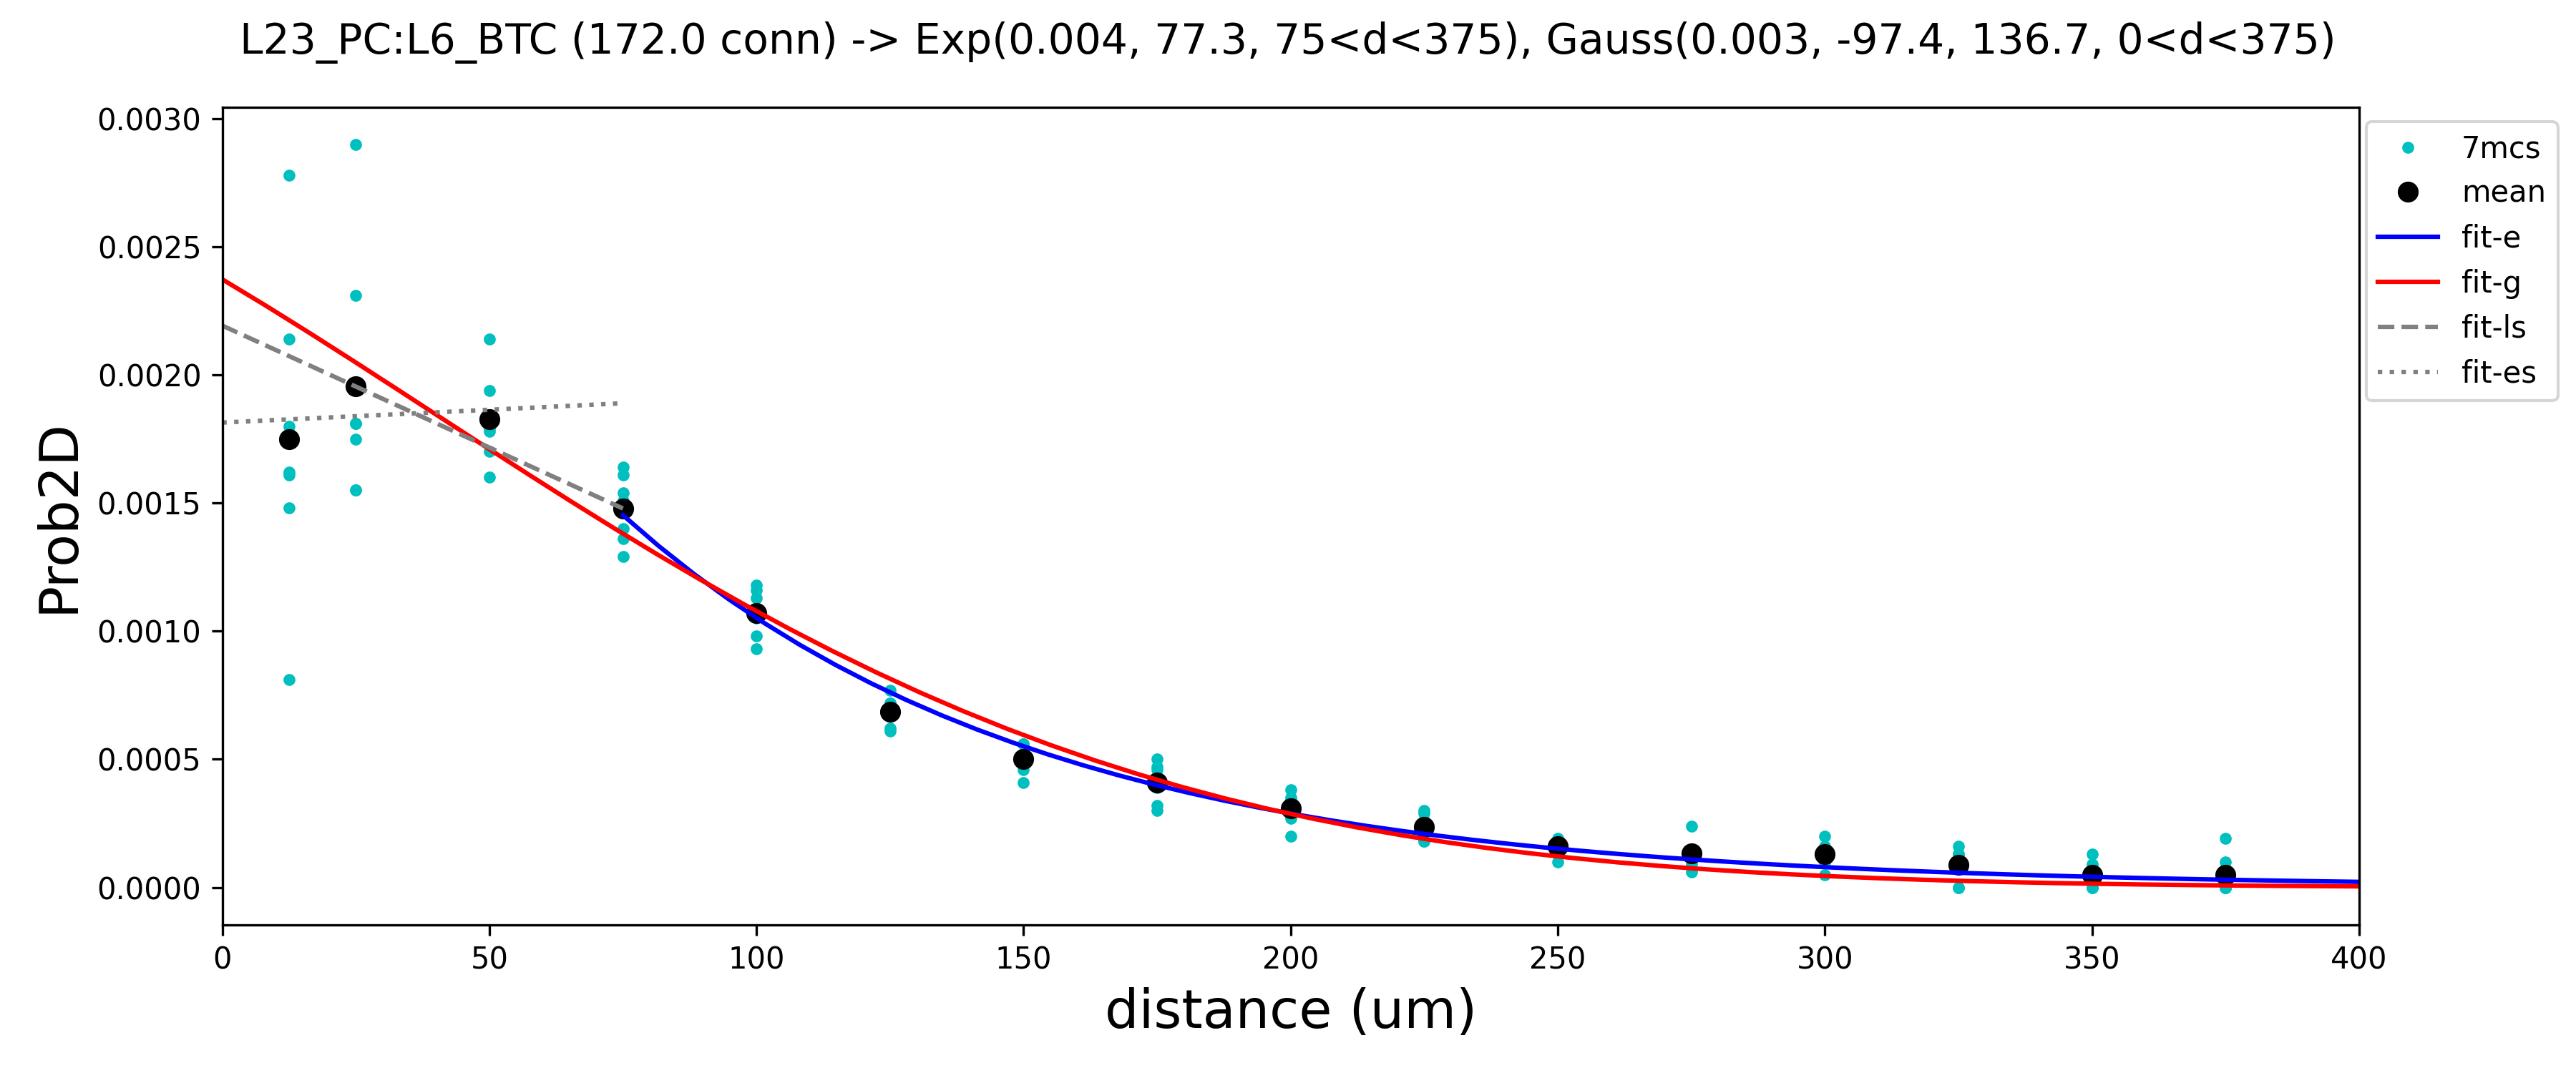 L23_PC:L6_BTC (172.0 conn) -> Exp(0.004, 77.3, 75<d<375), Gauss(0.003, -97.4, 136.7, 0<d<375)
0.0030
0.0025
0.0020
0.0015
0.0010
0.0005
0.0000
Prob2D
0 50 100 150 200 250 300 350 400
distance (um)
7mcs
mean
fit-e
fit-g
fit-ls
fit-es